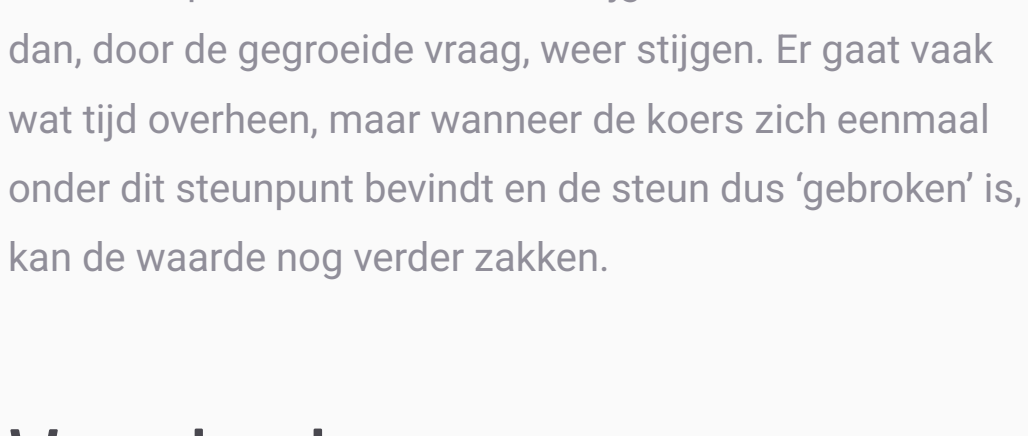 dan, door de gegroeide vraag, weer stijgen. Er gaat vaak
wat tijd overheen, maar wanneer de koers zich eenmaal
onder dit steunpunt bevindt en de steun dus ‘gebroken’ is,
kan de waarde nog verder zakken.